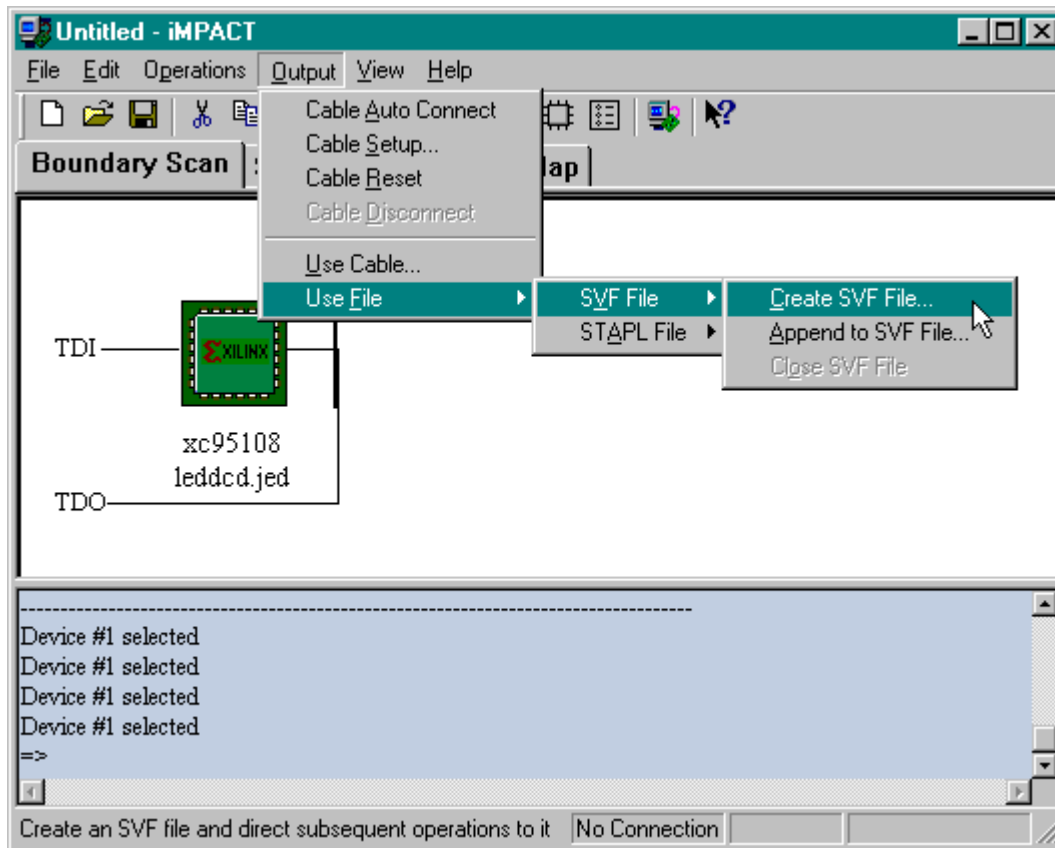 Untitled - iMPACT
File Edit Operations Output View Help
Cable Auto Connect
Cable Setup...
Cable Reset
Cable Disconnect
Use Cable...
Use File
SVF File
STAPL File
Create SVF File...
Append to SVF File...
Close SVF File
Boundary Scan
ap
TDI
XILINX
xc95108
leddcd.jed
TDO
--------------------------------------------------------------------------------
Device #1 selected
Device #1 selected
Device #1 selected
Device #1 selected
=>
Create an SVF file and direct subsequent operations to it No Connection